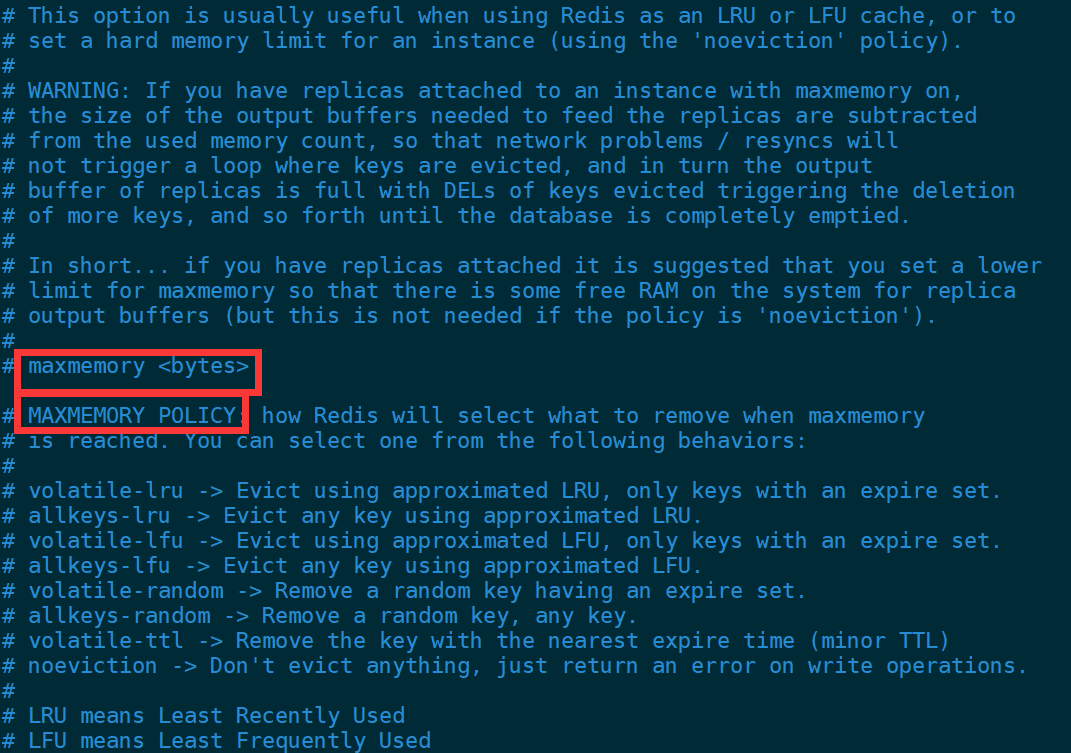 # This option is usually useful when using Redis as an LRU or LFU cache, or to
# set a hard memory limit for an instance (using the 'noeviction' policy).
#
# WARNING: If you have replicas attached to an instance with maxmemory on,
# the size of the output buffers needed to feed the replicas are subtracted
# from the used memory count, so that network problems / resyncs will
# not trigger a loop where keys are evicted, and in turn the output
# buffer of replicas is full with DELs of keys evicted triggering the deletion
# of more keys, and so forth until the database is completely emptied.
#
# In short... if you have replicas attached it is suggested that you set a lower
# limit for maxmemory so that there is some free RAM on the system for replica
# output buffers (but this is not needed if the policy is 'noeviction').
#
# maxmemory <bytes>
# MAXMEMORY POLICY: how Redis will select what to remove when maxmemory
# is reached. You can select one from the following behaviors:
#
# volatile-lru -> Evict using approximated LRU, only keys with an expire set.
# allkeys-lru -> Evict any key using approximated LRU.
# volatile-lfu -> Evict using approximated LFU, only keys with an expire set.
# allkeys-lfu -> Evict any key using approximated LFU.
# volatile-random -> Remove a random key having an expire set.
# allkeys-random -> Remove a random key, any key.
# volatile-ttl -> Remove the key with the nearest expire time (minor TTL)
# noeviction -> Don't evict anything, just return an error on write operations.
#
# LRU means Least Recently Used
# LFU means Least Frequently Used